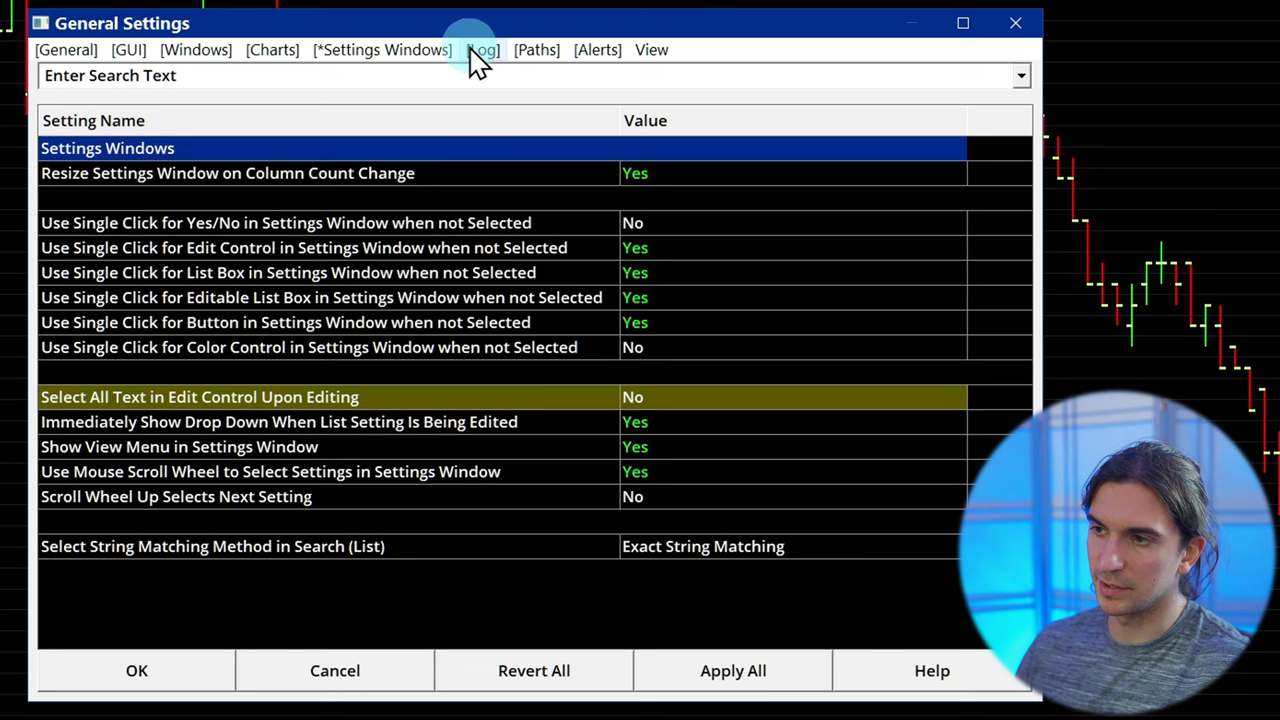 General Settings
[General] [GUI] [Windows] [Charts] [*Settings Windows] [Log] [Paths] [Alerts] View
Enter Search Text
Setting Name Value
Settings Windows
Resize Settings Window on Column Count Change Yes
Use Single Click for Yes/No in Settings Window when not Selected No
Use Single Click for Edit Control in Settings Window when not Selected Yes
Use Single Click for List Box in Settings Window when not Selected Yes
Use Single Click for Editable List Box in Settings Window when not Selected Yes
Use Single Click for Button in Settings Window when not Selected Yes
Use Single Click for Color Control in Settings Window when not Selected No
Select All Text in Edit Control Upon Editing No
Immediately Show Drop Down When List Setting Is Being Edited Yes
Show View Menu in Settings Window Yes
Use Mouse Scroll Wheel to Select Settings in Settings Window Yes
Scroll Wheel Up Selects Next Setting No
Select String Matching Method in Search (List) Exact String Matching
OK Cancel Revert All Apply All Help